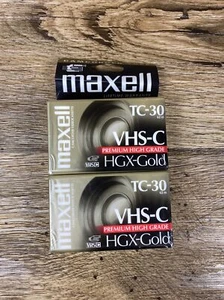 maxell
maxell
TC-30
VHS-C
PREMIUM HIGH GRADE
HGX-Gold
maxell
TC-30
VHS-C
PREMIUM HIGH GRADE
HGX-Gold